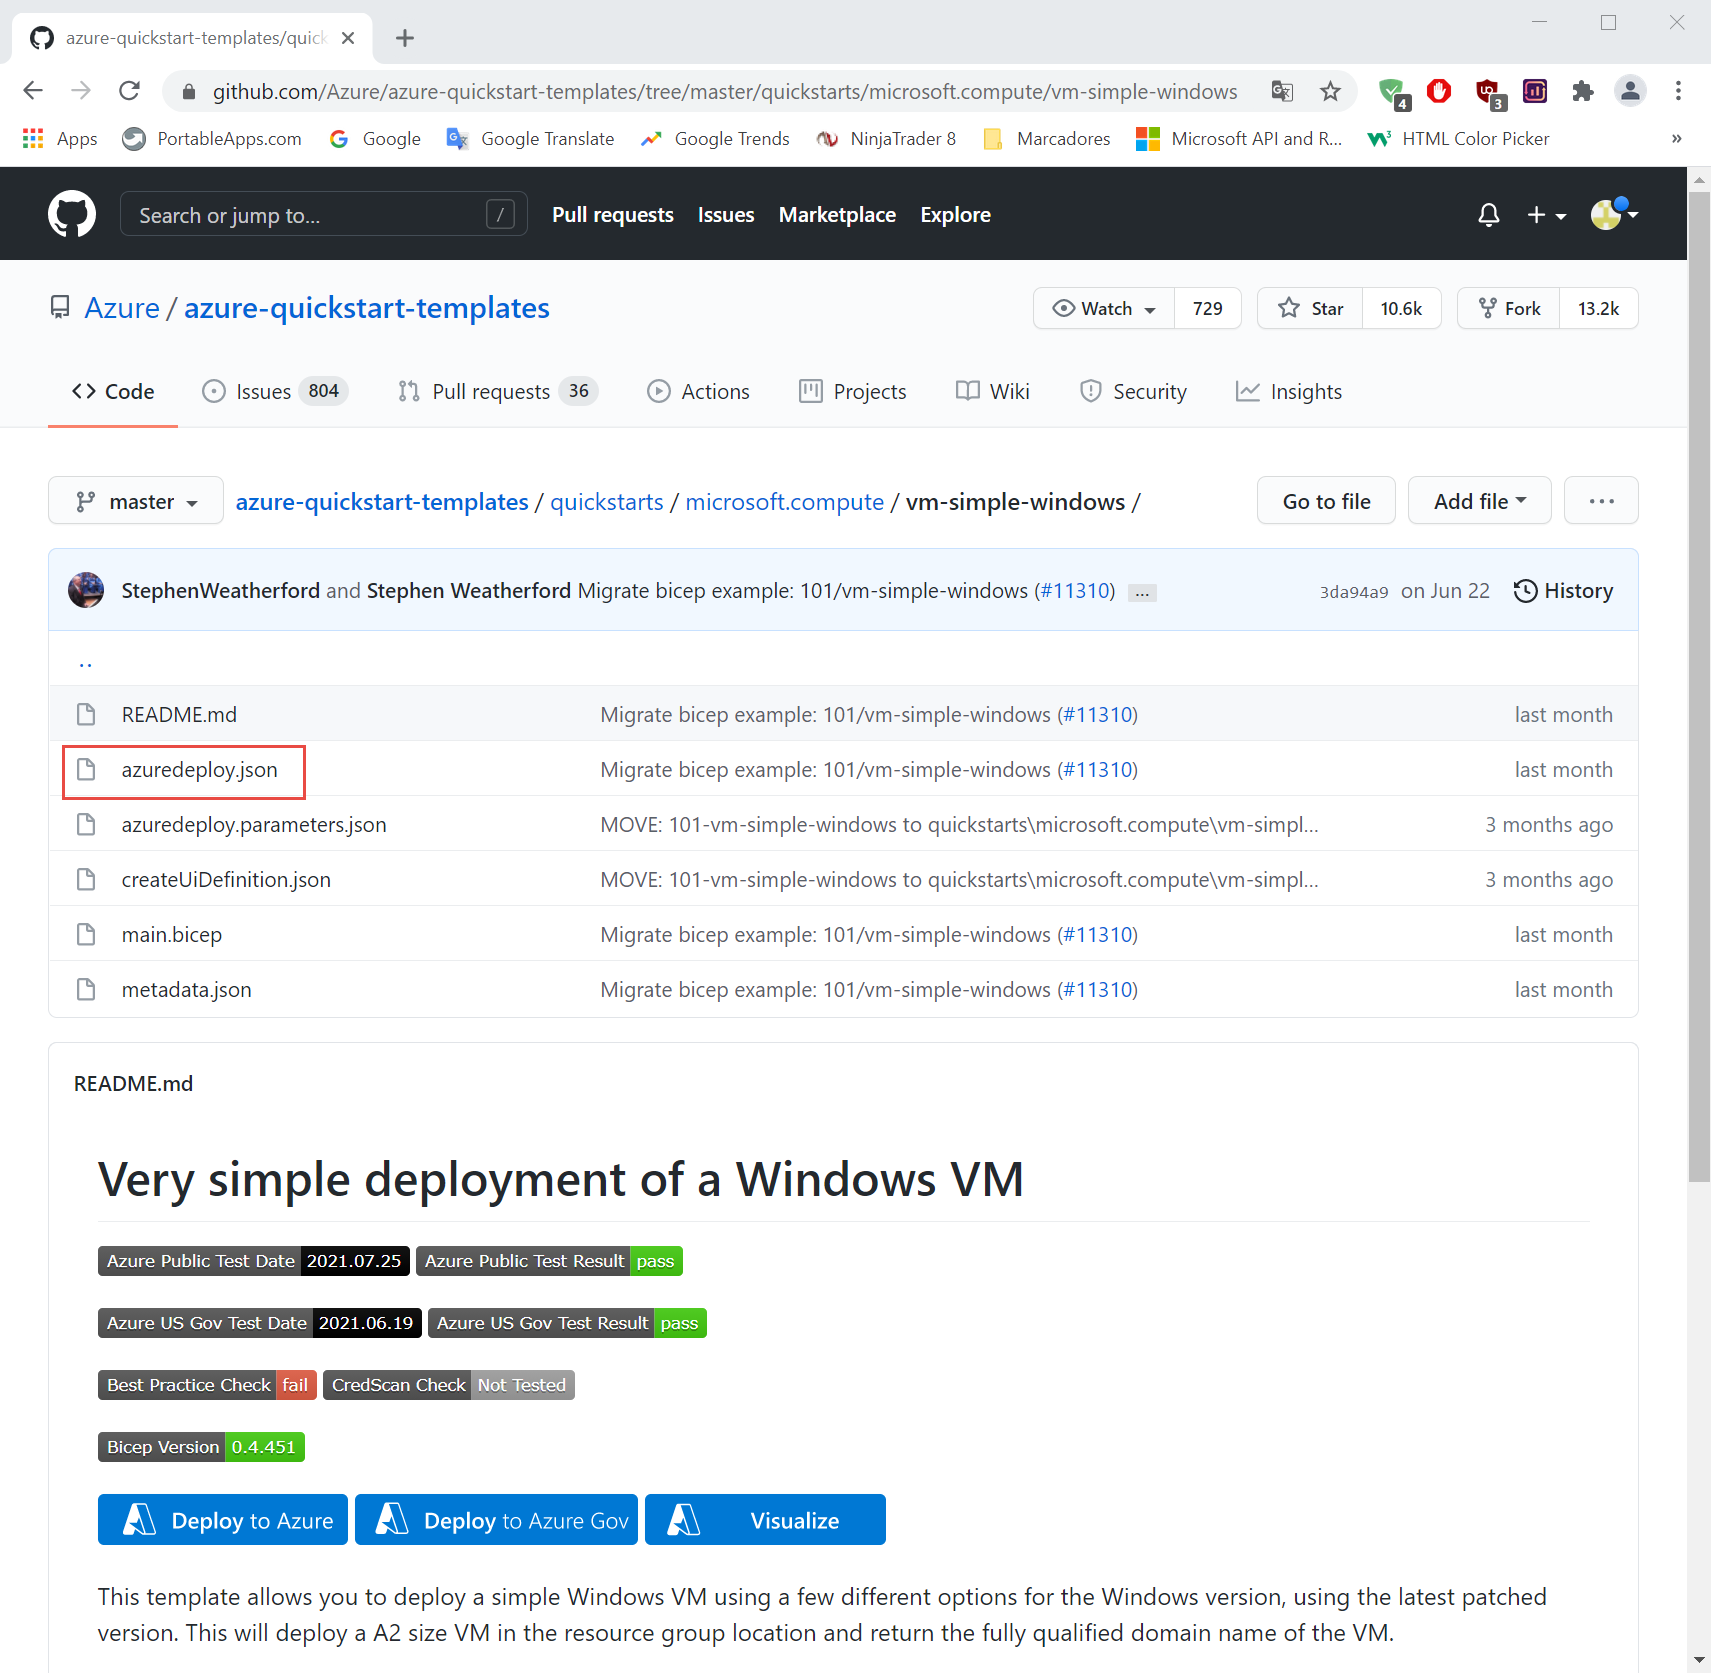 azure-quickstart-templates/quick
github.com/Azure/azure-quickstart-templates/tree/master/quickstarts/microsoft.compute/vm-simple-windows
4
3
Apps PortableApps.com Google Google Translate Google Trends NinjaTrader 8 Marcadores Microsoft API and R... HTML Color Picker »
Search or jump to... / Pull requests Issues Marketplace Explore
Azure / azure-quickstart-templates Watch 729 Star 10.6k Fork 13.2k
Code Issues 804 Pull requests 36 Actions Projects Wiki Security Insights
master azure-quickstart-templates / quickstarts / microsoft.compute / vm-simple-windows / Go to file Add file ...
StephenWeatherford and Stephen Weatherford Migrate bicep example: 101/vm-simple-windows (#11310) ... 3da94a9 on Jun 22 History
..
README.md Migrate bicep example: 101/vm-simple-windows (#11310) last month
azuredeploy.json Migrate bicep example: 101/vm-simple-windows (#11310) last month
azuredeploy.parameters.json MOVE: 101-vm-simple-windows to quickstarts\microsoft.compute\vm-simpl... 3 months ago
createUiDefinition.json MOVE: 101-vm-simple-windows to quickstarts\microsoft.compute\vm-simpl... 3 months ago
main.bicep Migrate bicep example: 101/vm-simple-windows (#11310) last month
metadata.json Migrate bicep example: 101/vm-simple-windows (#11310) last month
README.md
Very simple deployment of a Windows VM
Azure Public Test Date 2021.07.25 Azure Public Test Result pass
Azure US Gov Test Date 2021.06.19 Azure US Gov Test Result pass
Best Practice Check fail CredScan Check Not Tested
Bicep Version 0.4.451
Deploy to Azure Deploy to Azure Gov Visualize
This template allows you to deploy a simple Windows VM using a few different options for the Windows version, using the latest patched
version. This will deploy a A2 size VM in the resource group location and return the fully qualified domain name of the VM.